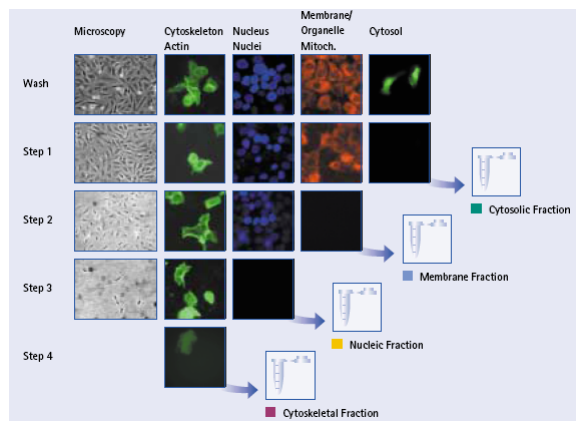 Microscopy
Cytoskeleton
Actin
Nucleus
Nuclei
Membrane/
Organelle
Mitoch.
Cytosol
Wash
Step 1
Cytosolic Fraction
Step 2
Membrane Fraction
Step 3
Nucleic Fraction
Step 4
Cytoskeletal Fraction